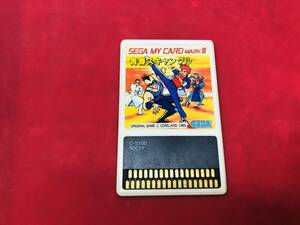 SEGA MY CARD MARK III
青春スキャンダル
ORIGINAL GAME © CORELAND 1985
SEGA
C-5100